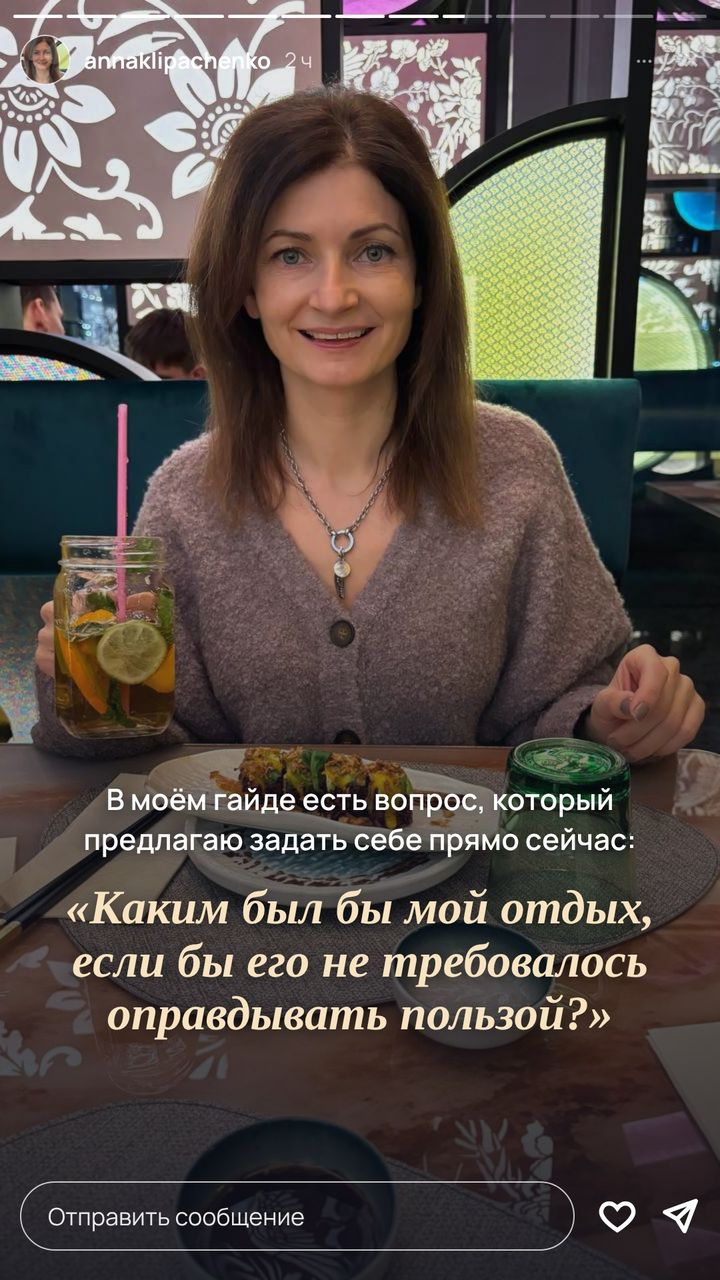 annaklipachenko 2 ч
В моём гайде есть вопрос, который
предлагаю задать себе прямо сейчас:
«Каким был бы мой отдых,
если бы его не требовалось
оправдывать пользой?»
Отправить сообщение